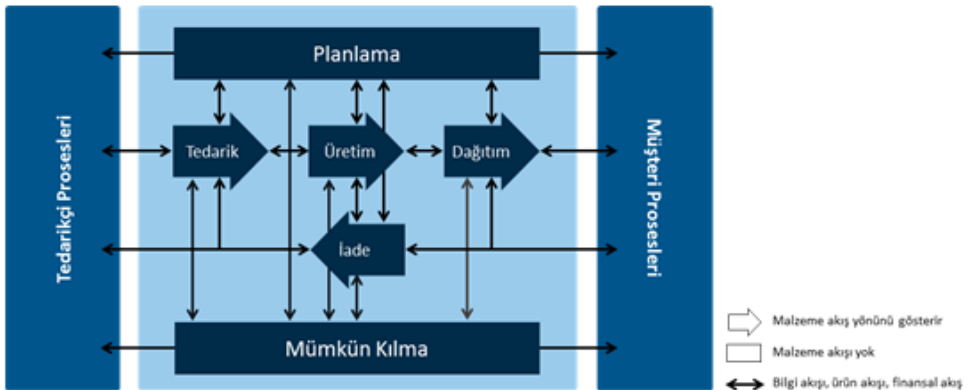 Tedarikçi Prosesleri
Planlama
Tedarik
Üretim
Dağıtım
İade
Mümkün Kılma
Müşteri Prosesleri
Malzeme akış yönünü gösterir
Malzeme akışı yok
Bilgi akışı, ürün akışı, finansal akış